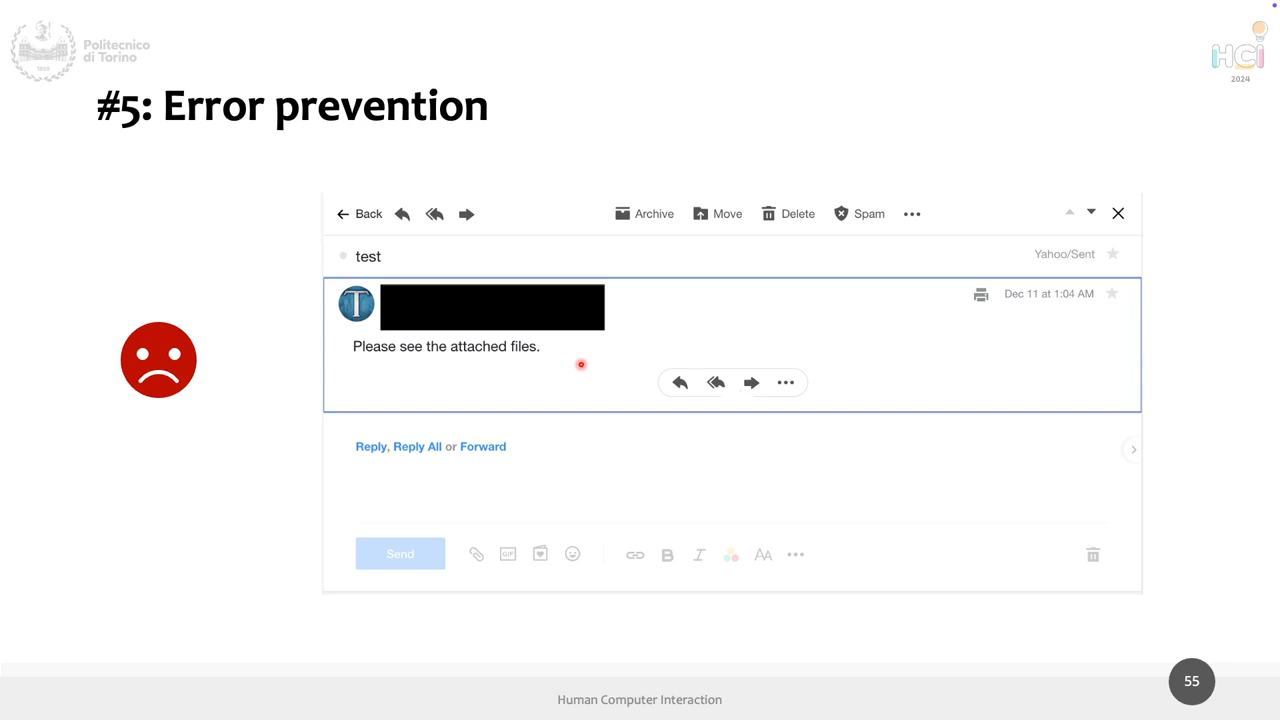 Politecnico
di Torino
1859
HCI
2024
#5: Error prevention
Back
Archive
Move
Delete
Spam
test
Yahoo/Sent
T
Dec 11 at 1:04 AM
Please see the attached files.
Reply, Reply All or Forward
Send
GIF
B
I
AA
Human Computer Interaction
55